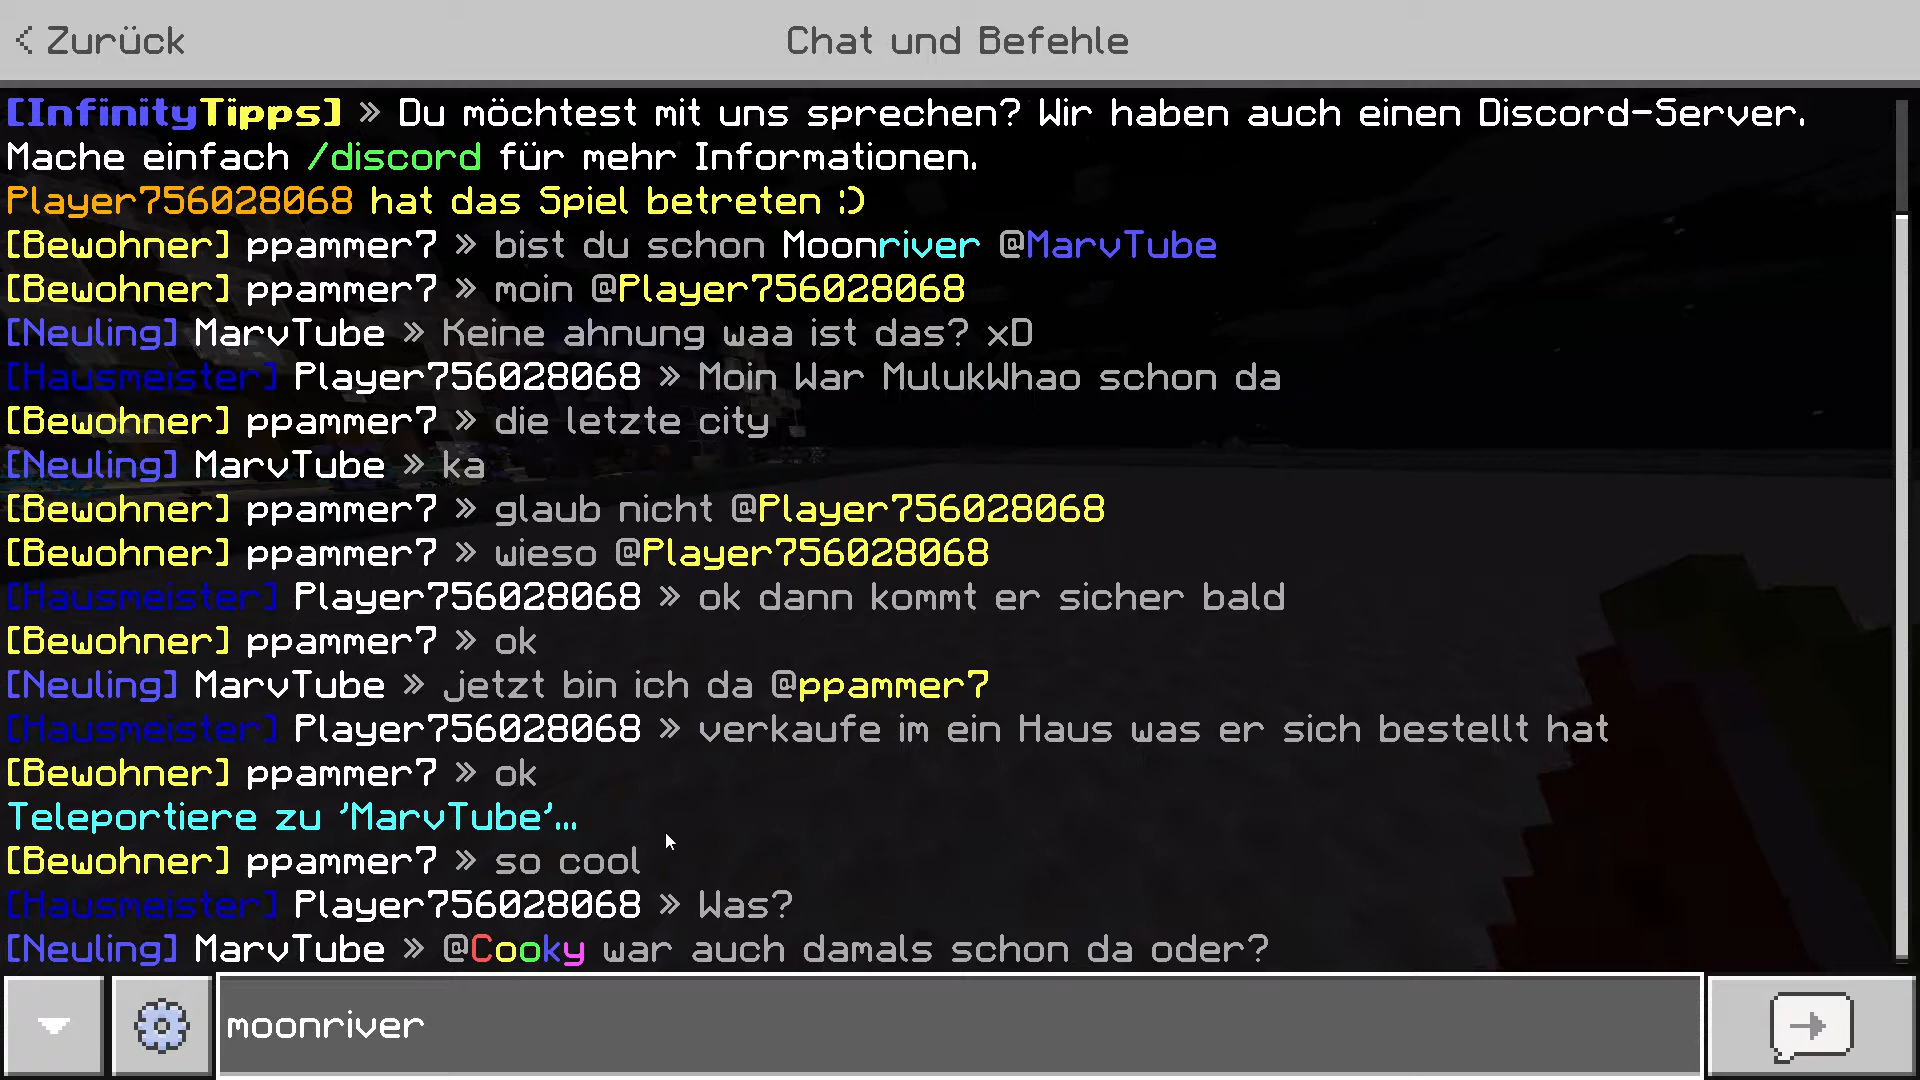 Zurück
Chat und Befehle
[InfinityTipps] » Du möchtest mit uns sprechen? Wir haben auch einen Discord-Server.
Mache einfach /discord für mehr Informationen.
Player756028068 hat das Spiel betreten :)
[Bewohner] ppammer7 » bist du schon Moonriver @MarvTube
[Bewohner] ppammer7 » moin @Player756028068
[Neuling] MarvTube » Keine ahnung waa ist das? xD
[Hausmeister] Player756028068 » Moin War MulukWhao schon da
[Bewohner] ppammer7 » die letzte city
[Neuling] MarvTube » ka
[Bewohner] ppammer7 » glaub nicht @Player756028068
[Bewohner] ppammer7 » wieso @Player756028068
[Hausmeister] Player756028068 » ok dann kommt er sicher bald
[Bewohner] ppammer7 » ok
[Neuling] MarvTube » jetzt bin ich da @ppammer7
[Hausmeister] Player756028068 » verkaufe im ein Haus was er sich bestellt hat
[Bewohner] ppammer7 » ok
Teleportiere zu 'MarvTube'...
[Bewohner] ppammer7 » so cool
[Hausmeister] Player756028068 » Was?
[Neuling] MarvTube » @Cooky war auch damals schon da oder?
moonriver